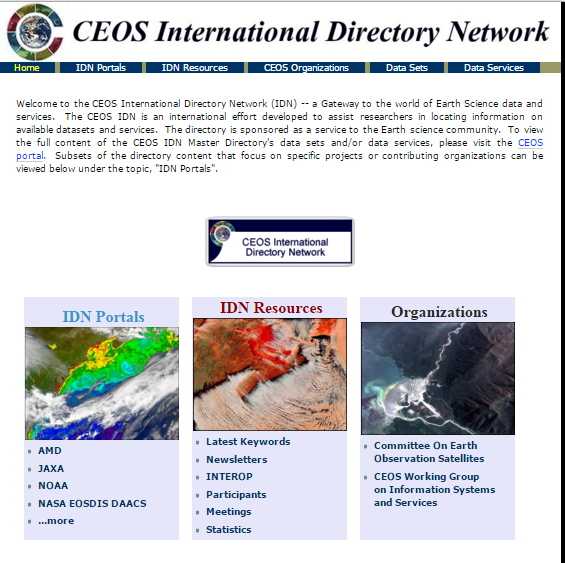 CEOS International Directory Network
Home IDN Portals IDN Resources CEOS Organizations Data Sets Data Services
Welcome to the CEOS International Directory Network (IDN) -- a Gateway to the world of Earth Science data and
services. The CEOS IDN is an international effort developed to assist researchers in locating information on
available datasets and services. The directory is sponsored as a service to the Earth science community. To view
the full content of the CEOS IDN Master Directory's data sets and/or data services, please visit the CEOS
portal. Subsets of the directory content that focus on specific projects or contributing organizations can be
viewed below under the topic, "IDN Portals".
CEOS International
Directory Network
IDN Portals
AMD
JAXA
NOAA
NASA EOSDIS DAACS
...more
IDN Resources
Latest Keywords
Newsletters
INTEROP
Participants
Meetings
Statistics
Organizations
Committee On Earth
Observation Satellites
CEOS Working Group
on Information Systems
and Services